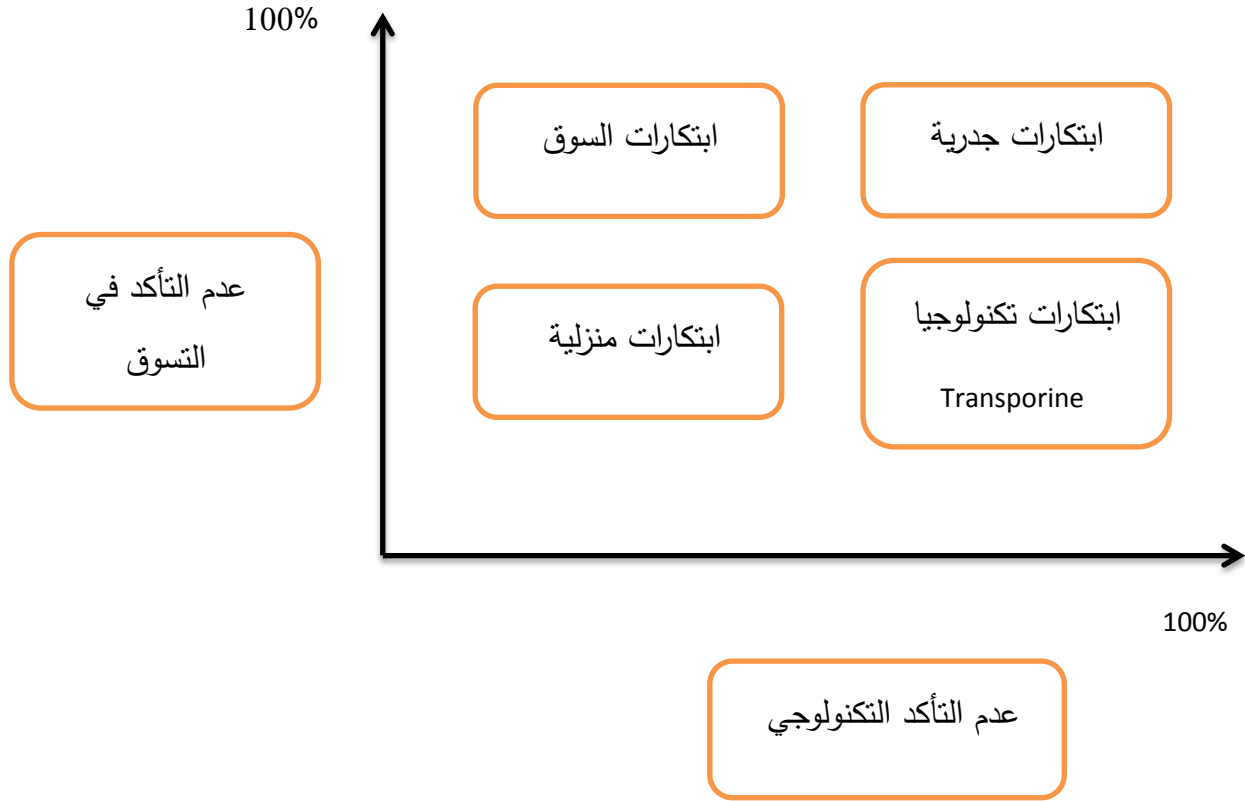 100%
ابتكارات السوق
ابتكارات جدرية
عدم التأكد في
التسوق
ابتكارات منزلية
ابتكارات تكنولوجيا
Transporine
100%
عدم التأكد التكنولوجي